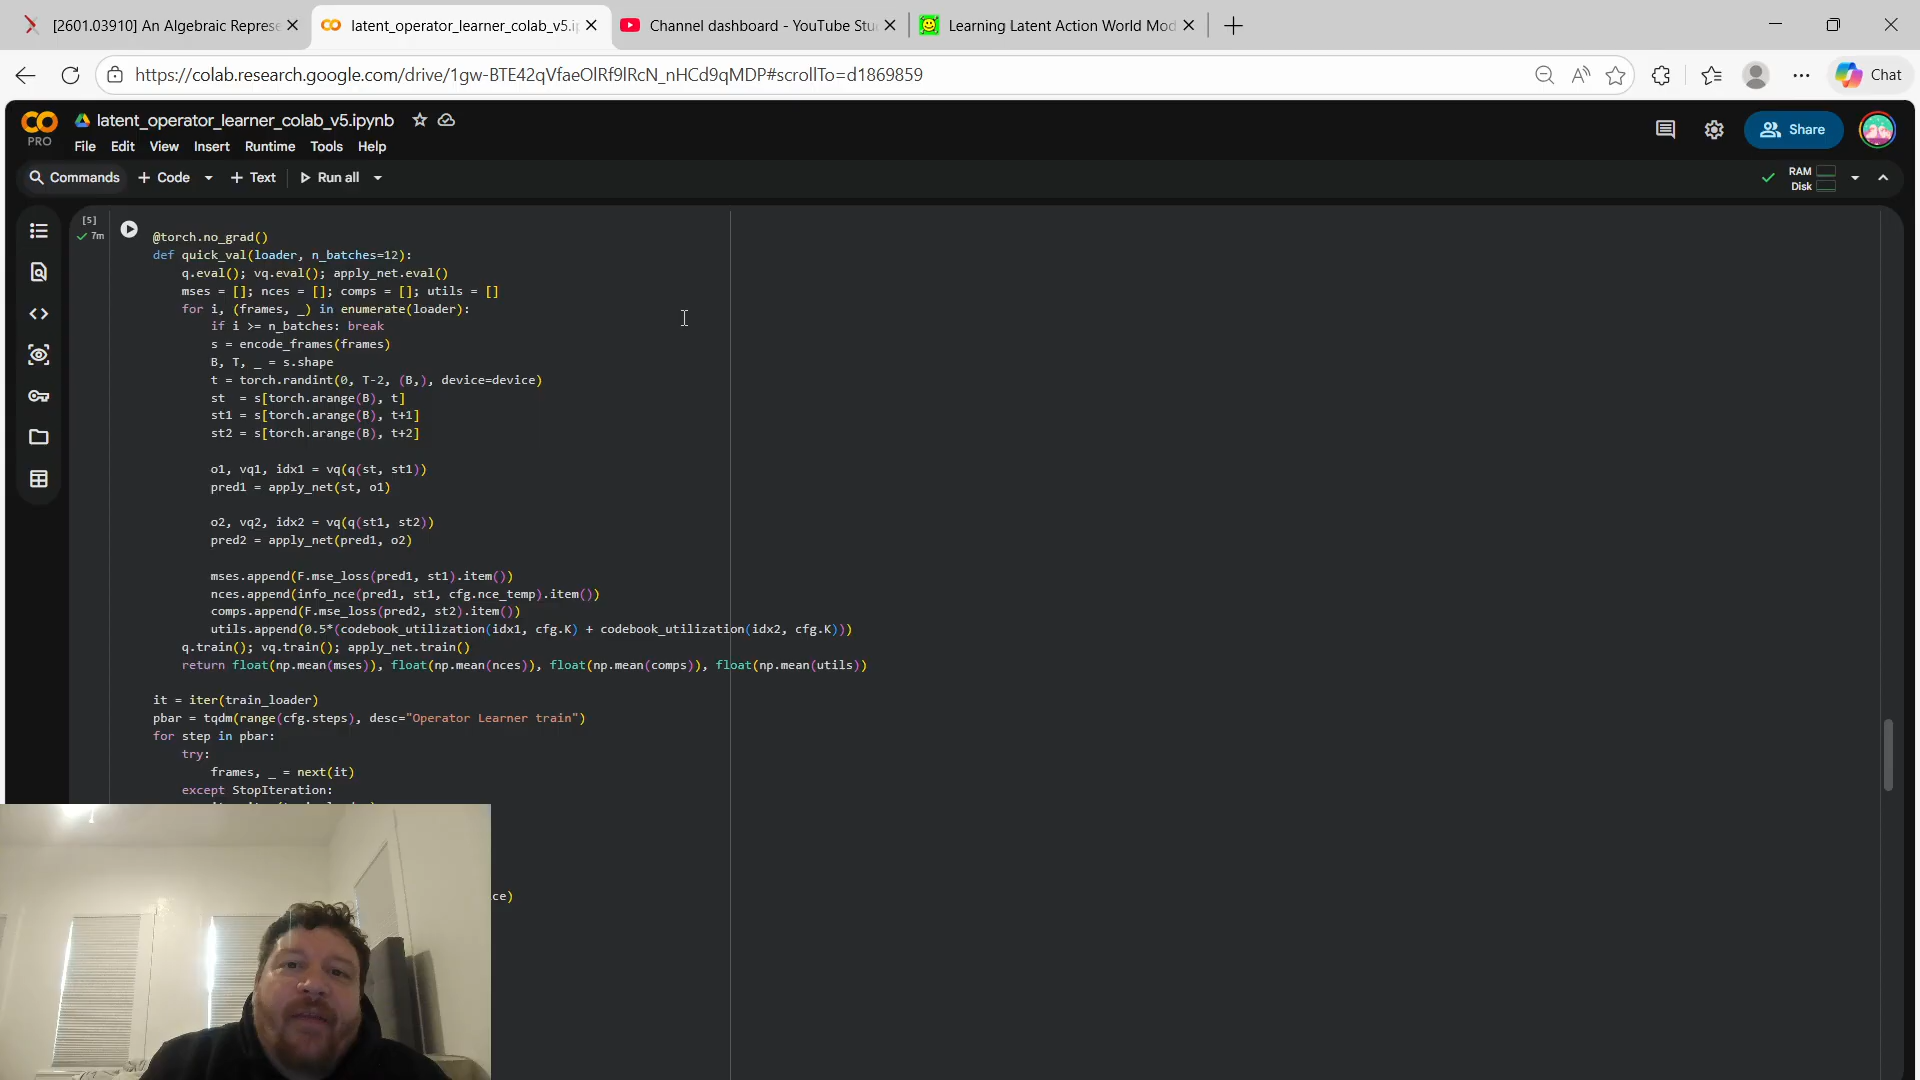 [2601.03910] An Algebraic Represe
latent_operator_learner_colab_v5.i
Channel dashboard - YouTube Stu
Learning Latent Action World Mod
https://colab.research.google.com/drive/1gw-BTE42qVfaeOlRf9lRcN_nHCd9qMDP#scrollTo=d1869859
Chat
CO
PRO
latent_operator_learner_colab_v5.ipynb
File Edit View Insert Runtime Tools Help
Share
Commands + Code + Text Run all
RAM
Disk
[5]
7m
@torch.no_grad()
def quick_val(loader, n_batches=12):
q.eval(); vq.eval(); apply_net.eval()
mses = []; nces = []; comps = []; utils = []
for i, (frames, _) in enumerate(loader):
if i >= n_batches: break
s = encode_frames(frames)
B, T, _ = s.shape
t = torch.randint(0, T-2, (B,), device=device)
st  = s[torch.arange(B), t]
st1 = s[torch.arange(B), t+1]
st2 = s[torch.arange(B), t+2]
o1, vq1, idx1 = vq(q(st, st1))
pred1 = apply_net(st, o1)
o2, vq2, idx2 = vq(q(st1, st2))
pred2 = apply_net(pred1, o2)
mses.append(F.mse_loss(pred1, st1).item())
nces.append(info_nce(pred1, st1, cfg.nce_temp).item())
comps.append(F.mse_loss(pred2, st2).item())
utils.append(0.5*(codebook_utilization(idx1, cfg.K) + codebook_utilization(idx2, cfg.K)))
q.train(); vq.train(); apply_net.train()
return float(np.mean(mses)), float(np.mean(nces)), float(np.mean(comps)), float(np.mean(utils))
it = iter(train_loader)
pbar = tqdm(range(cfg.steps), desc="Operator Learner train")
for step in pbar:
try:
frames, _ = next(it)
except StopIteration:
ce)